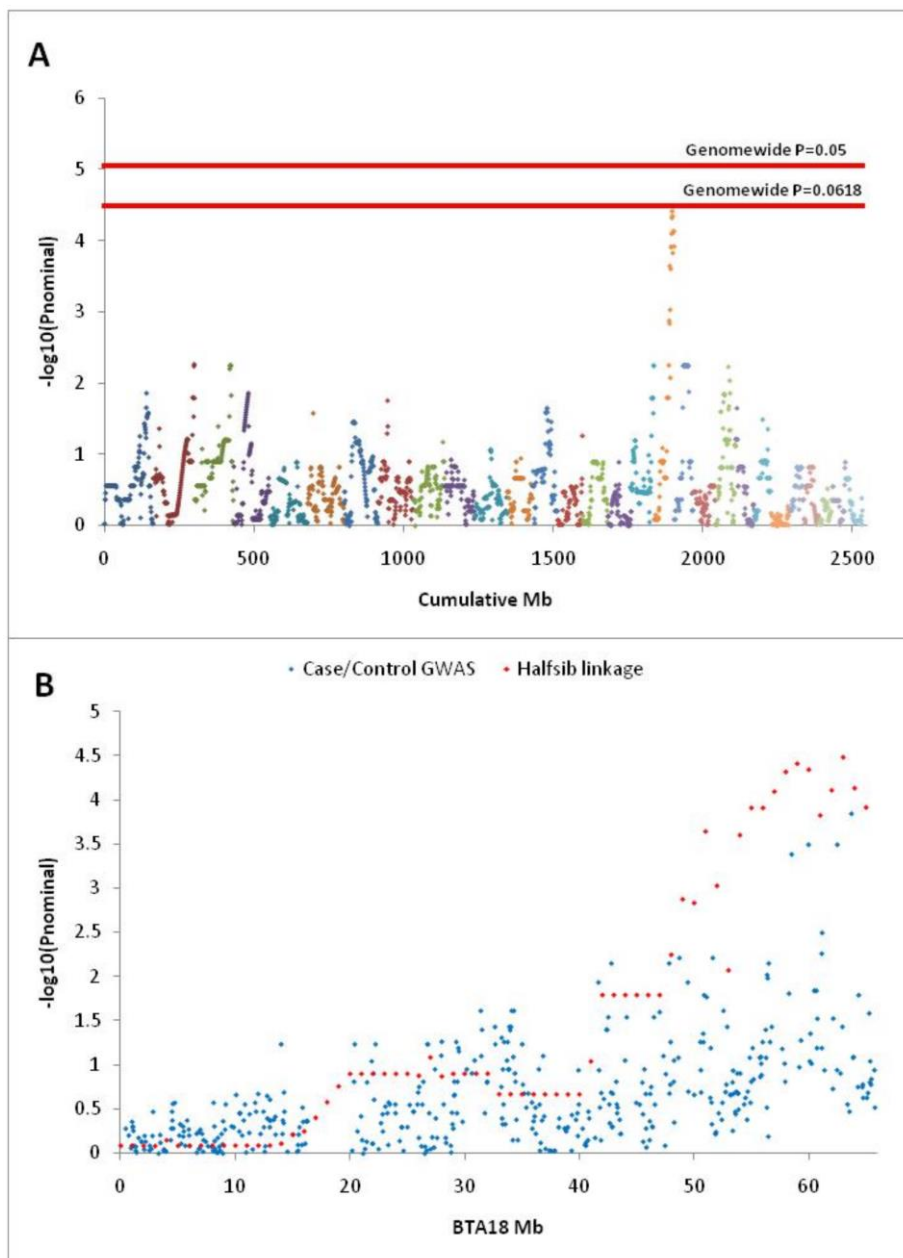 A
6
5
4
3
2
1
0
-log10(Pnominal)
Genomewide P=0.05
Genomewide P=0.0618
0 500 1000 1500 2000 2500
Cumulative Mb
Case/Control GWAS Halfsib linkage
B
5
4.5
4
3.5
3
2.5
2
1.5
1
0.5
0
-log10(Pnominal)
0 10 20 30 40 50 60
BTA18 Mb